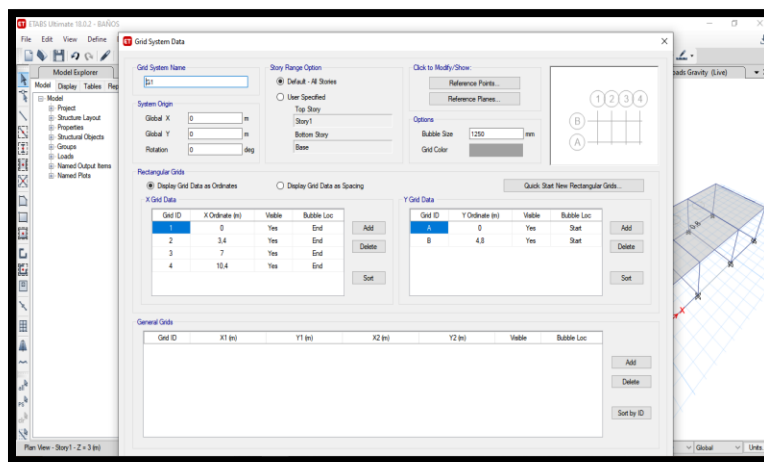 ETABS Ultimate 18.0.2 - BAÑOS
File Edit View Define
Grid System Data
Model Explorer
Model Display Tables Rep
Model
Project
Structure Layout
Properties
Structural Objects
Groups
Loads
Named Output Items
Named Plots
Grid System Name
G1
System Origin
Global X 0 m
Global Y 0 m
Rotation 0 deg
Story Range Option
Default - All Stories
User Specified
Top Story
Story1
Bottom Story
Base
Click to Modify/Show:
Reference Points...
Reference Planes...
Options
Bubble Size 1250 mm
Grid Color
1 2 3 4
B
A
oads Gravity (Live)
Rectangular Grids
Display Grid Data as Ordinates Display Grid Data as Spacing Quick Start New Rectangular Grids...
X Grid Data
Grid ID X Ordinate (m) Visible Bubble Loc
1 0 Yes End
2 3,4 Yes End
3 7 Yes End
4 10,4 Yes End
Add
Delete
Sort
Y Grid Data
Grid ID Y Ordinate (m) Visible Bubble Loc
A 0 Yes Start
B 4,8 Yes Start
Add
Delete
Sort
0,8
X
General Grids
Grid ID X1 (m) Y1 (m) X2 (m) Y2 (m) Visible Bubble Loc
Add
Delete
Sort by ID
Plan View - Story1 - Z = 3 (m)
Global Units